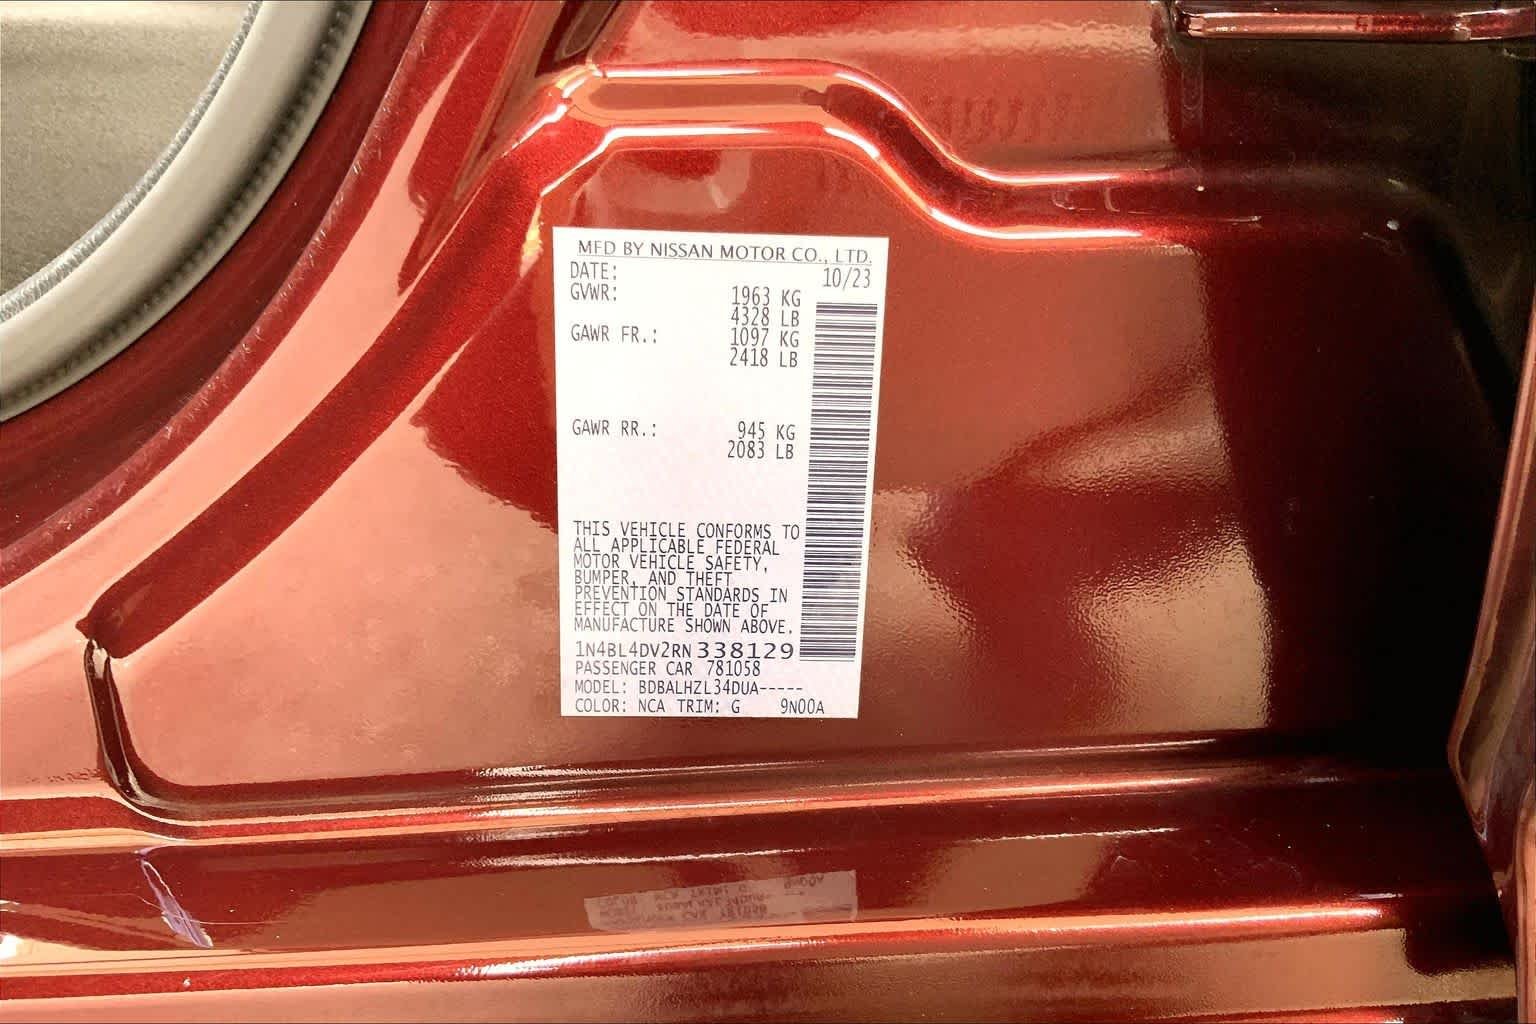 MFD BY NISSAN MOTOR CO., LTD.
DATE: 10/23
GVWR: 1963 KG
4328 LB
GAWR FR.: 1097 KG
2418 LB
GAWR RR.: 945 KG
2083 LB
THIS VEHICLE CONFORMS TO
ALL APPLICABLE FEDERAL
MOTOR VEHICLE SAFETY,
BUMPER, AND THEFT
PREVENTION STANDARDS IN
EFFECT ON THE DATE OF
MANUFACTURE SHOWN ABOVE.
1N4BL4DV2RN338129
PASSENGER CAR 781058
MODEL: BDBALHZL34DUA-----
COLOR: NCA TRIM: G 9N00A